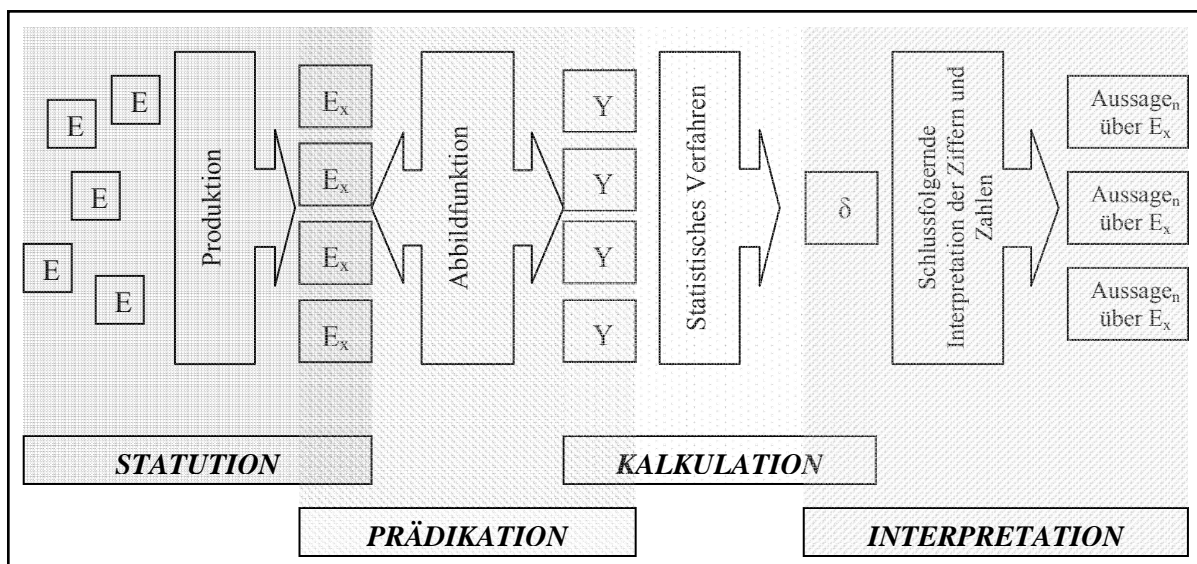 E
E
E
E
E
Produktion
Eₓ
Eₓ
Eₓ
Eₓ
Abbildfunktion
Y
Y
Y
Y
Statistisches Verfahren
δ
Schlussfolgernde
Interpretation der Ziffern und
Zahlen
Aussageₙ
über Eₓ
Aussageₙ
über Eₓ
Aussageₙ
über Eₓ
STATUTION
KALKULATION
PRÄDIKATION
INTERPRETATION